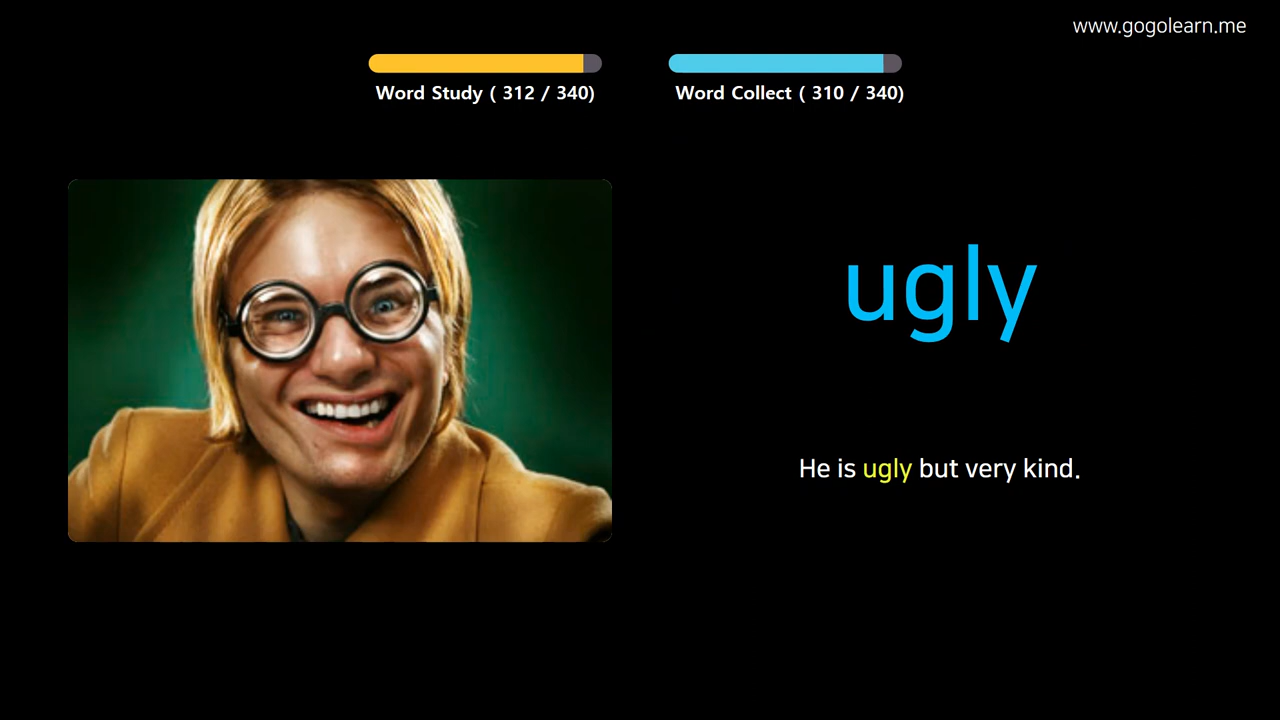 www.gogolearn.me
Word Study ( 312 / 340)
Word Collect ( 310 / 340)
ugly
He is ugly but very kind.